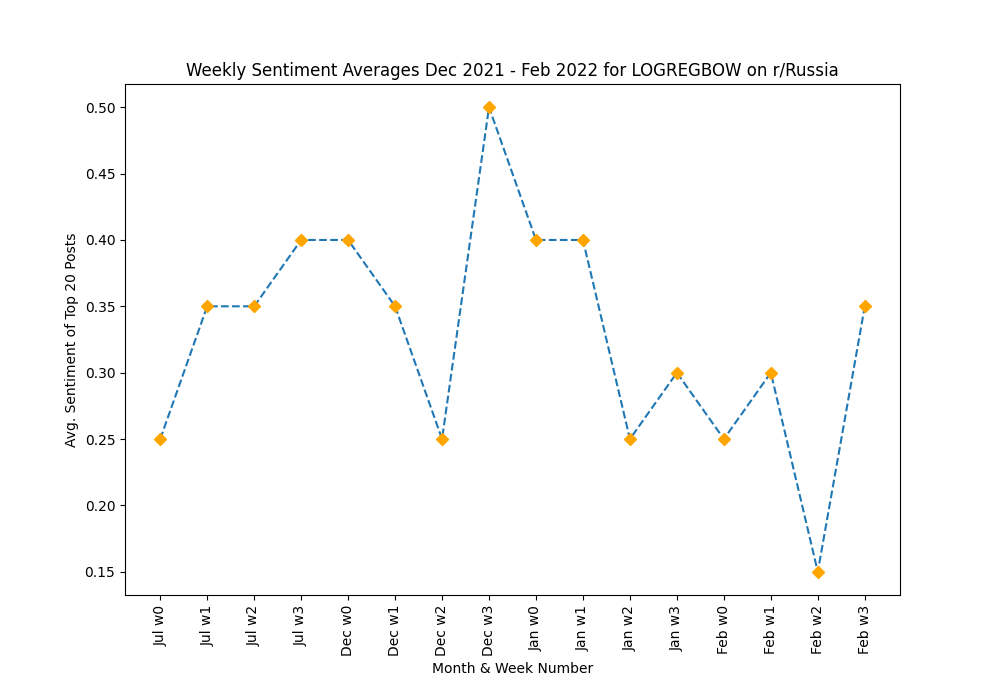 Weekly Sentiment Averages Dec 2021 - Feb 2022 for LOGREGBOW on r/Russia
Avg. Sentiment of Top 20 Posts
0.50
0.45
0.40
0.35
0.30
0.25
0.20
0.15
Jul w0
Jul w1
Jul w2
Jul w3
Dec w0
Dec w1
Dec w2
Dec w3
Jan w0
Jan w1
Jan w2
Jan w3
Feb w0
Feb w1
Feb w2
Feb w3
Month & Week Number